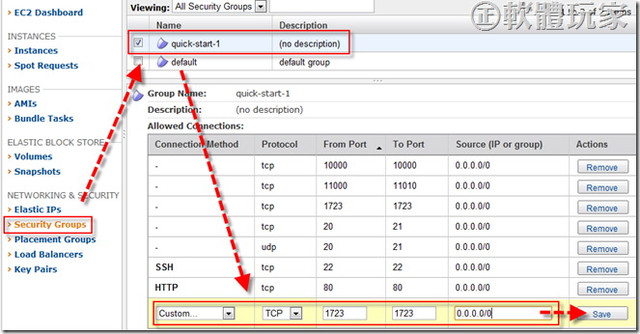 EC2 Dashboard
Viewing: All Security Groups
正軟體玩家
Name Description
INSTANCES
quick-start-1 (no description)
Instances
default default group
Spot Requests
IMAGES
Group Name: quick-start-1
AMIs
Description: (no description)
Bundle Tasks
Allowed Connections:
ELASTIC BLOCK STORE
Connection Method Protocol From Port To Port Source (IP or group) Actions
Volumes
- tcp 10000 10000 0.0.0.0/0 Remove
Snapshots
- tcp 11000 11010 0.0.0.0/0 Remove
NETWORKING & SECURITY
- tcp 1723 1723 0.0.0.0/0 Remove
Elastic IPs
- tcp 20 21 0.0.0.0/0 Remove
Security Groups
- udp 20 21 0.0.0.0/0 Remove
Placement Groups
SSH tcp 22 22 0.0.0.0/0 Remove
Load Balancers
HTTP tcp 80 80 0.0.0.0/0 Remove
Key Pairs
Custom... TCP 1723 1723 0.0.0.0/0 Save